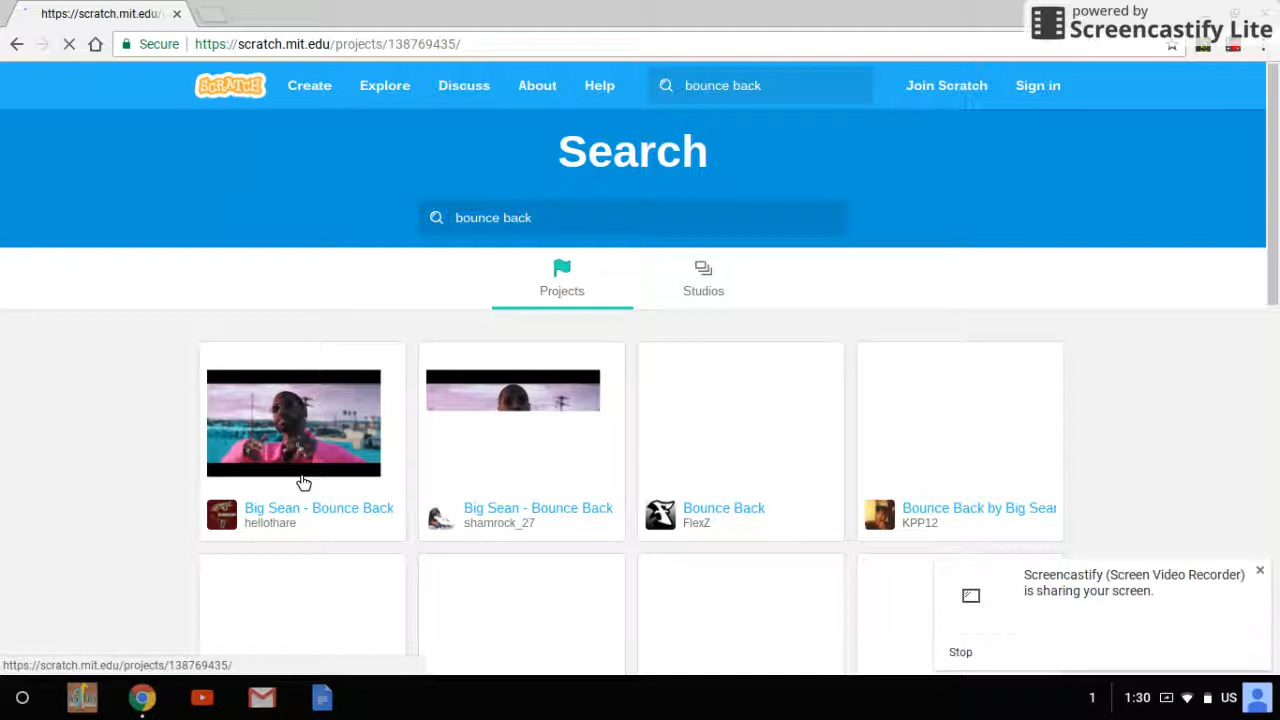 https://scratch.mit.edu/
powered by
Screencastify Lite
Secure
https://scratch.mit.edu/projects/138769435/
SCRATCH
Create
Explore
Discuss
About
Help
bounce back
Join Scratch
Sign in
Search
bounce back
Projects
Studios
Big Sean - Bounce Back
hellothare
Big Sean - Bounce Back
shamrock_27
Bounce Back
FlexZ
Bounce Back by Big Sear
KPP12
Screencastify (Screen Video Recorder)
is sharing your screen.
Stop
https://scratch.mit.edu/projects/138769435/
1
1:30
US